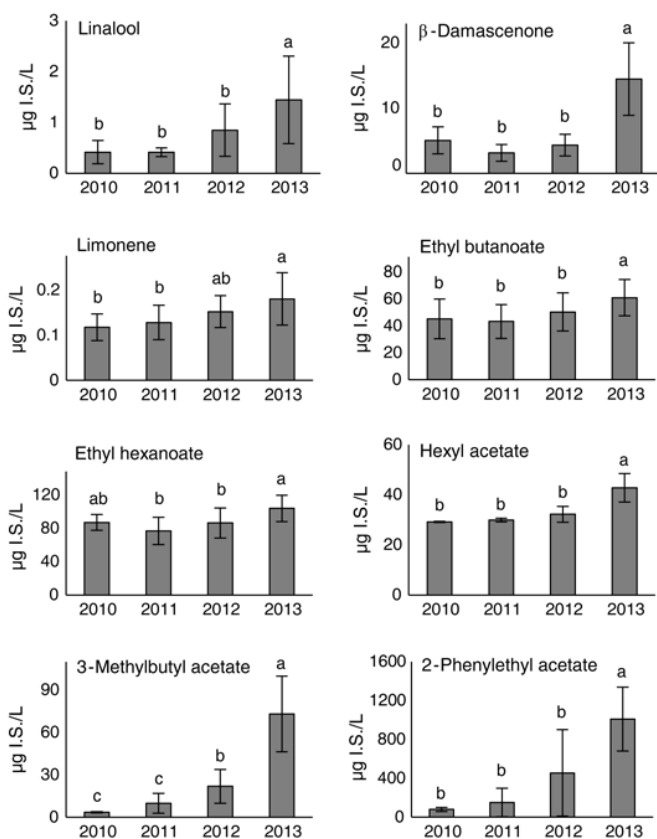 Linalool
µg I.S./L
3
2
1
0
b
b
b
a
2010 2011 2012 2013
β-Damascenone
µg I.S./L
20
10
0
b
b
b
a
2010 2011 2012 2013
Limonene
µg I.S./L
0.2
0.1
0
b
b
ab
a
2010 2011 2012 2013
Ethyl butanoate
µg I.S./L
80
60
40
20
0
b
b
b
a
2010 2011 2012 2013
Ethyl hexanoate
µg I.S./L
120
80
40
0
ab
b
b
a
2010 2011 2012 2013
Hexyl acetate
µg I.S./L
60
40
20
0
b
b
b
a
2010 2011 2012 2013
3-Methylbutyl acetate
µg I.S./L
90
60
30
0
c
c
b
a
2010 2011 2012 2013
2-Phenylethyl acetate
µg I.S./L
1600
1200
800
400
0
b
b
b
a
2010 2011 2012 2013